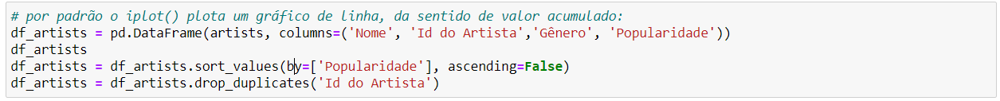 # por padrão o iplot() plota um gráfico de linha, da sentido de valor acumulado:
df_artists = pd.DataFrame(artists, columns=('Nome', 'Id do Artista','Gênero', 'Popularidade'))
df_artists
df_artists = df_artists.sort_values(by=['Popularidade'], ascending=False)
df_artists = df_artists.drop_duplicates('Id do Artista')